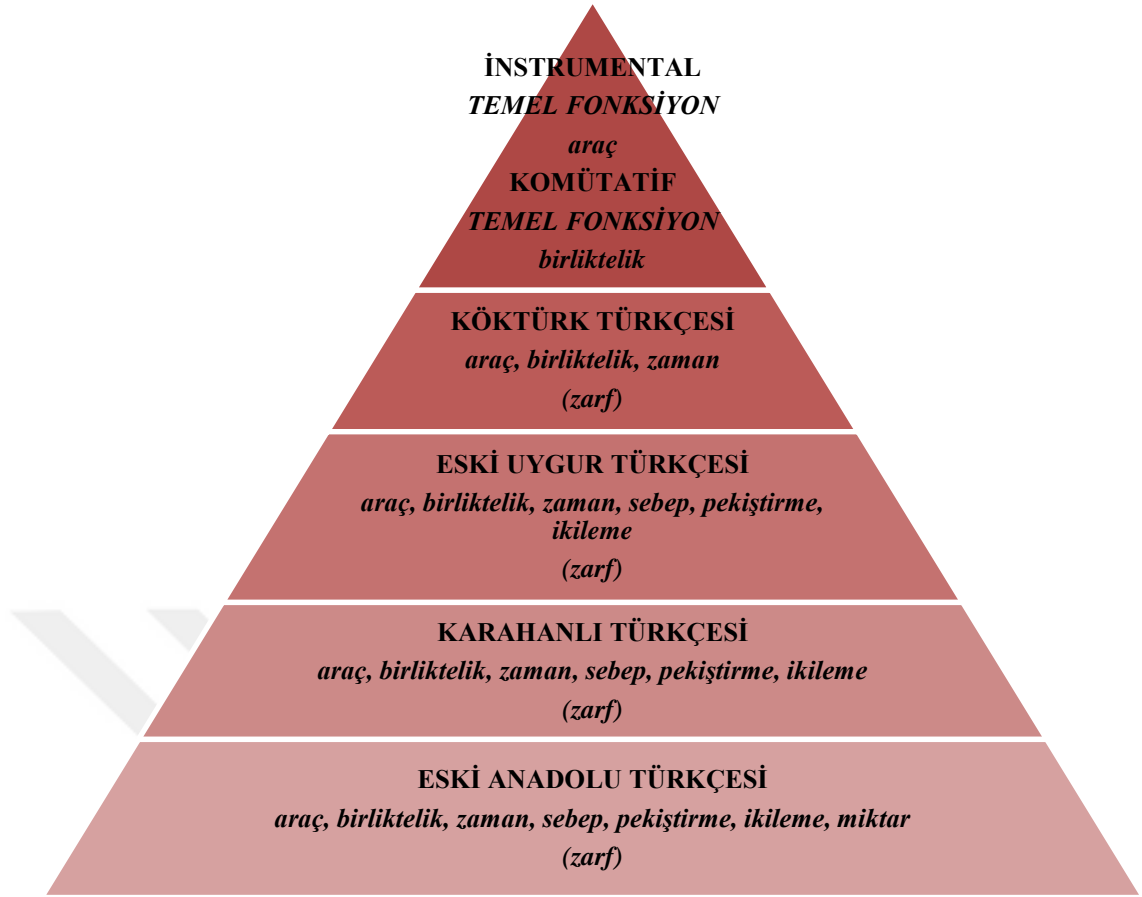 İNSTRUMENTAL
TEMEL FONKSİYON
araç
KOMÜTATİF
TEMEL FONKSİYON
birliktelik
KÖKTÜRK TÜRKÇESİ
araç, birliktelik, zaman
(zarf)
ESKİ UYGUR TÜRKÇESİ
araç, birliktelik, zaman, sebep, pekiştirme,
ikileme
(zarf)
KARAHANLI TÜRKÇESİ
araç, birliktelik, zaman, sebep, pekiştirme, ikileme
(zarf)
ESKİ ANADOLU TÜRKÇESİ
araç, birliktelik, zaman, sebep, pekiştirme, ikileme, miktar
(zarf)